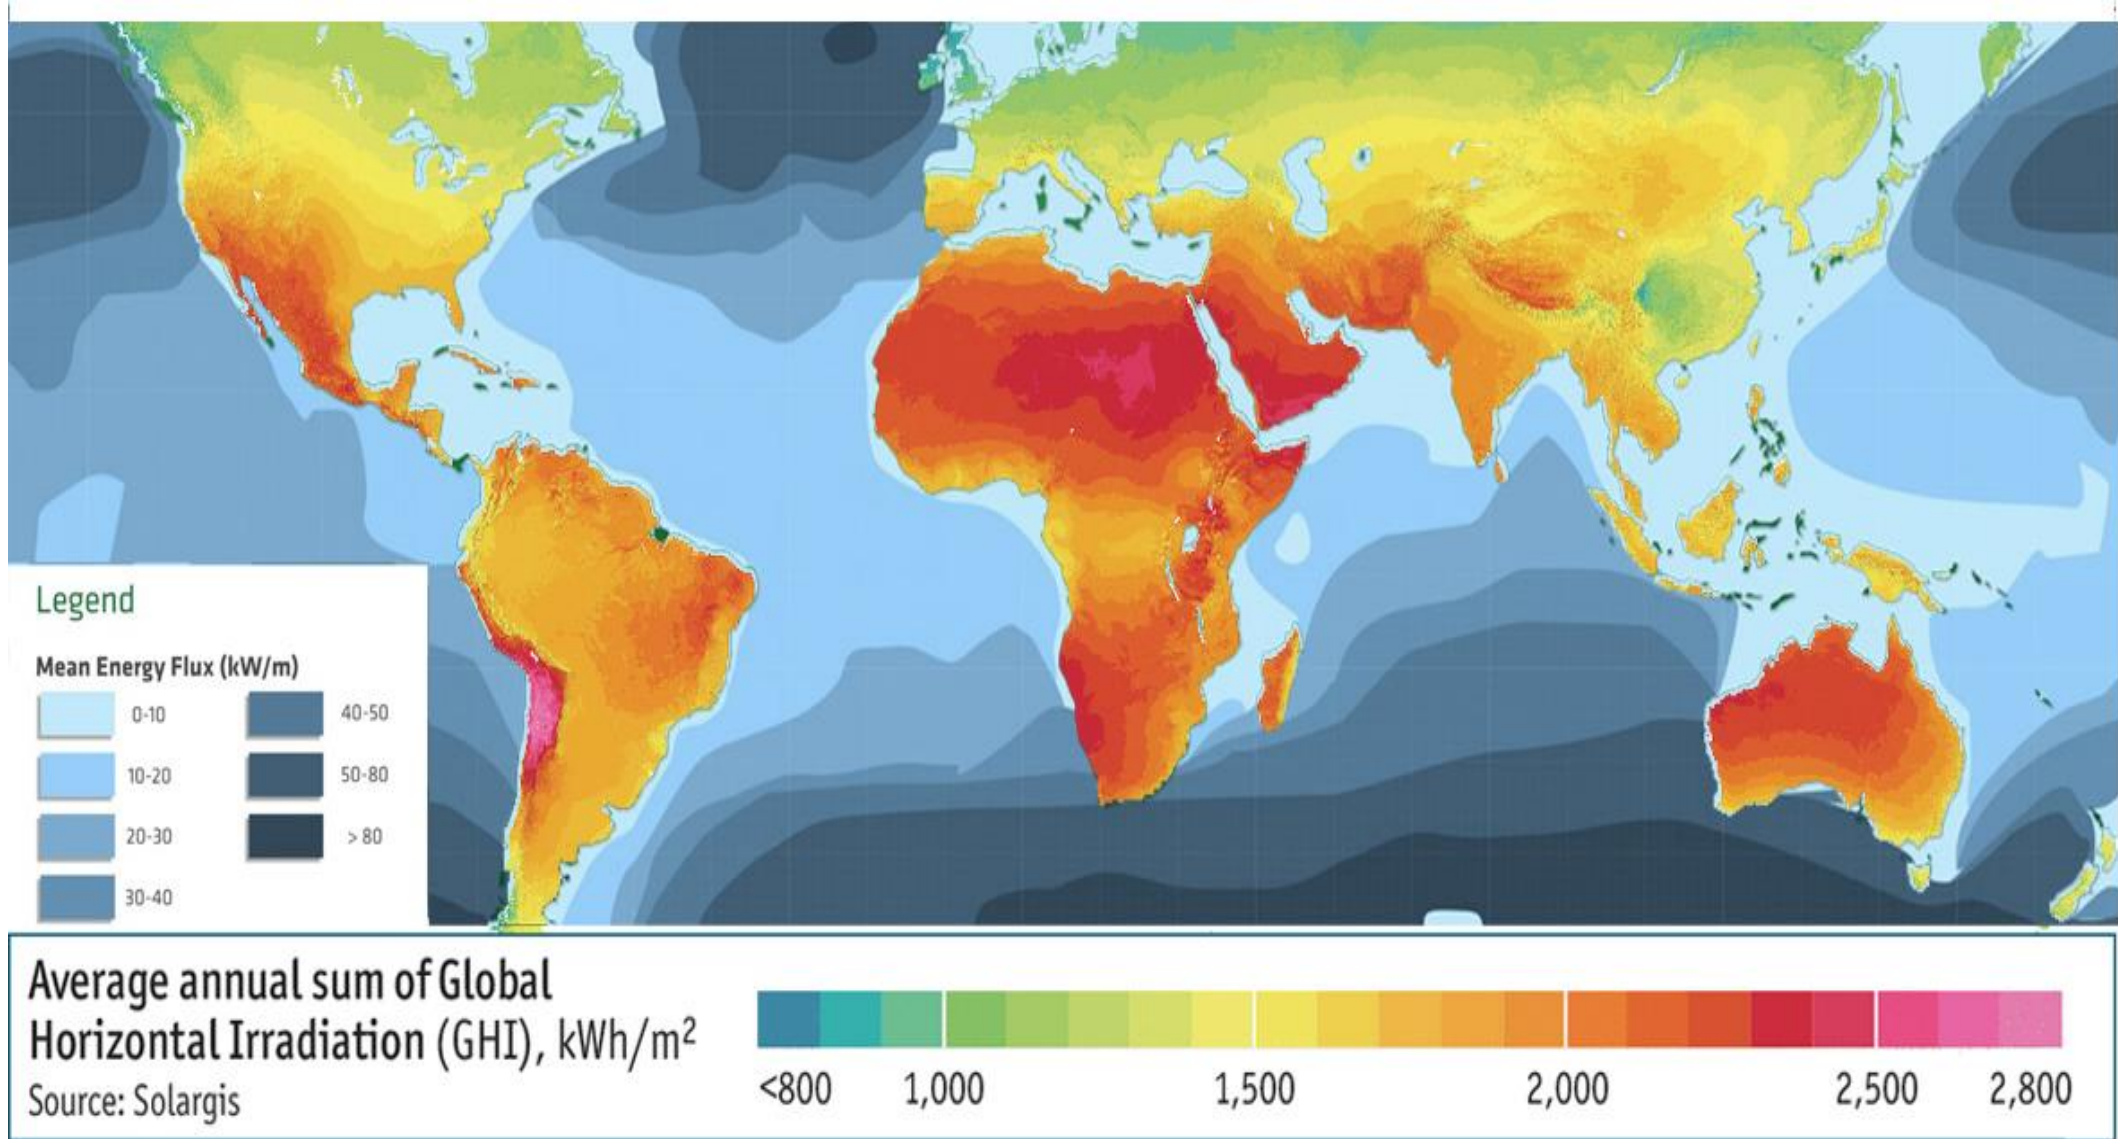 Legend
Mean Energy Flux (kW/m)
0-10
40-50
10-20
50-80
20-30
> 80
30-40
Average annual sum of Global
Horizontal Irradiation (GHI), kWh/m²
Source: Solargis
<800 1,000 1,500 2,000 2,500 2,800